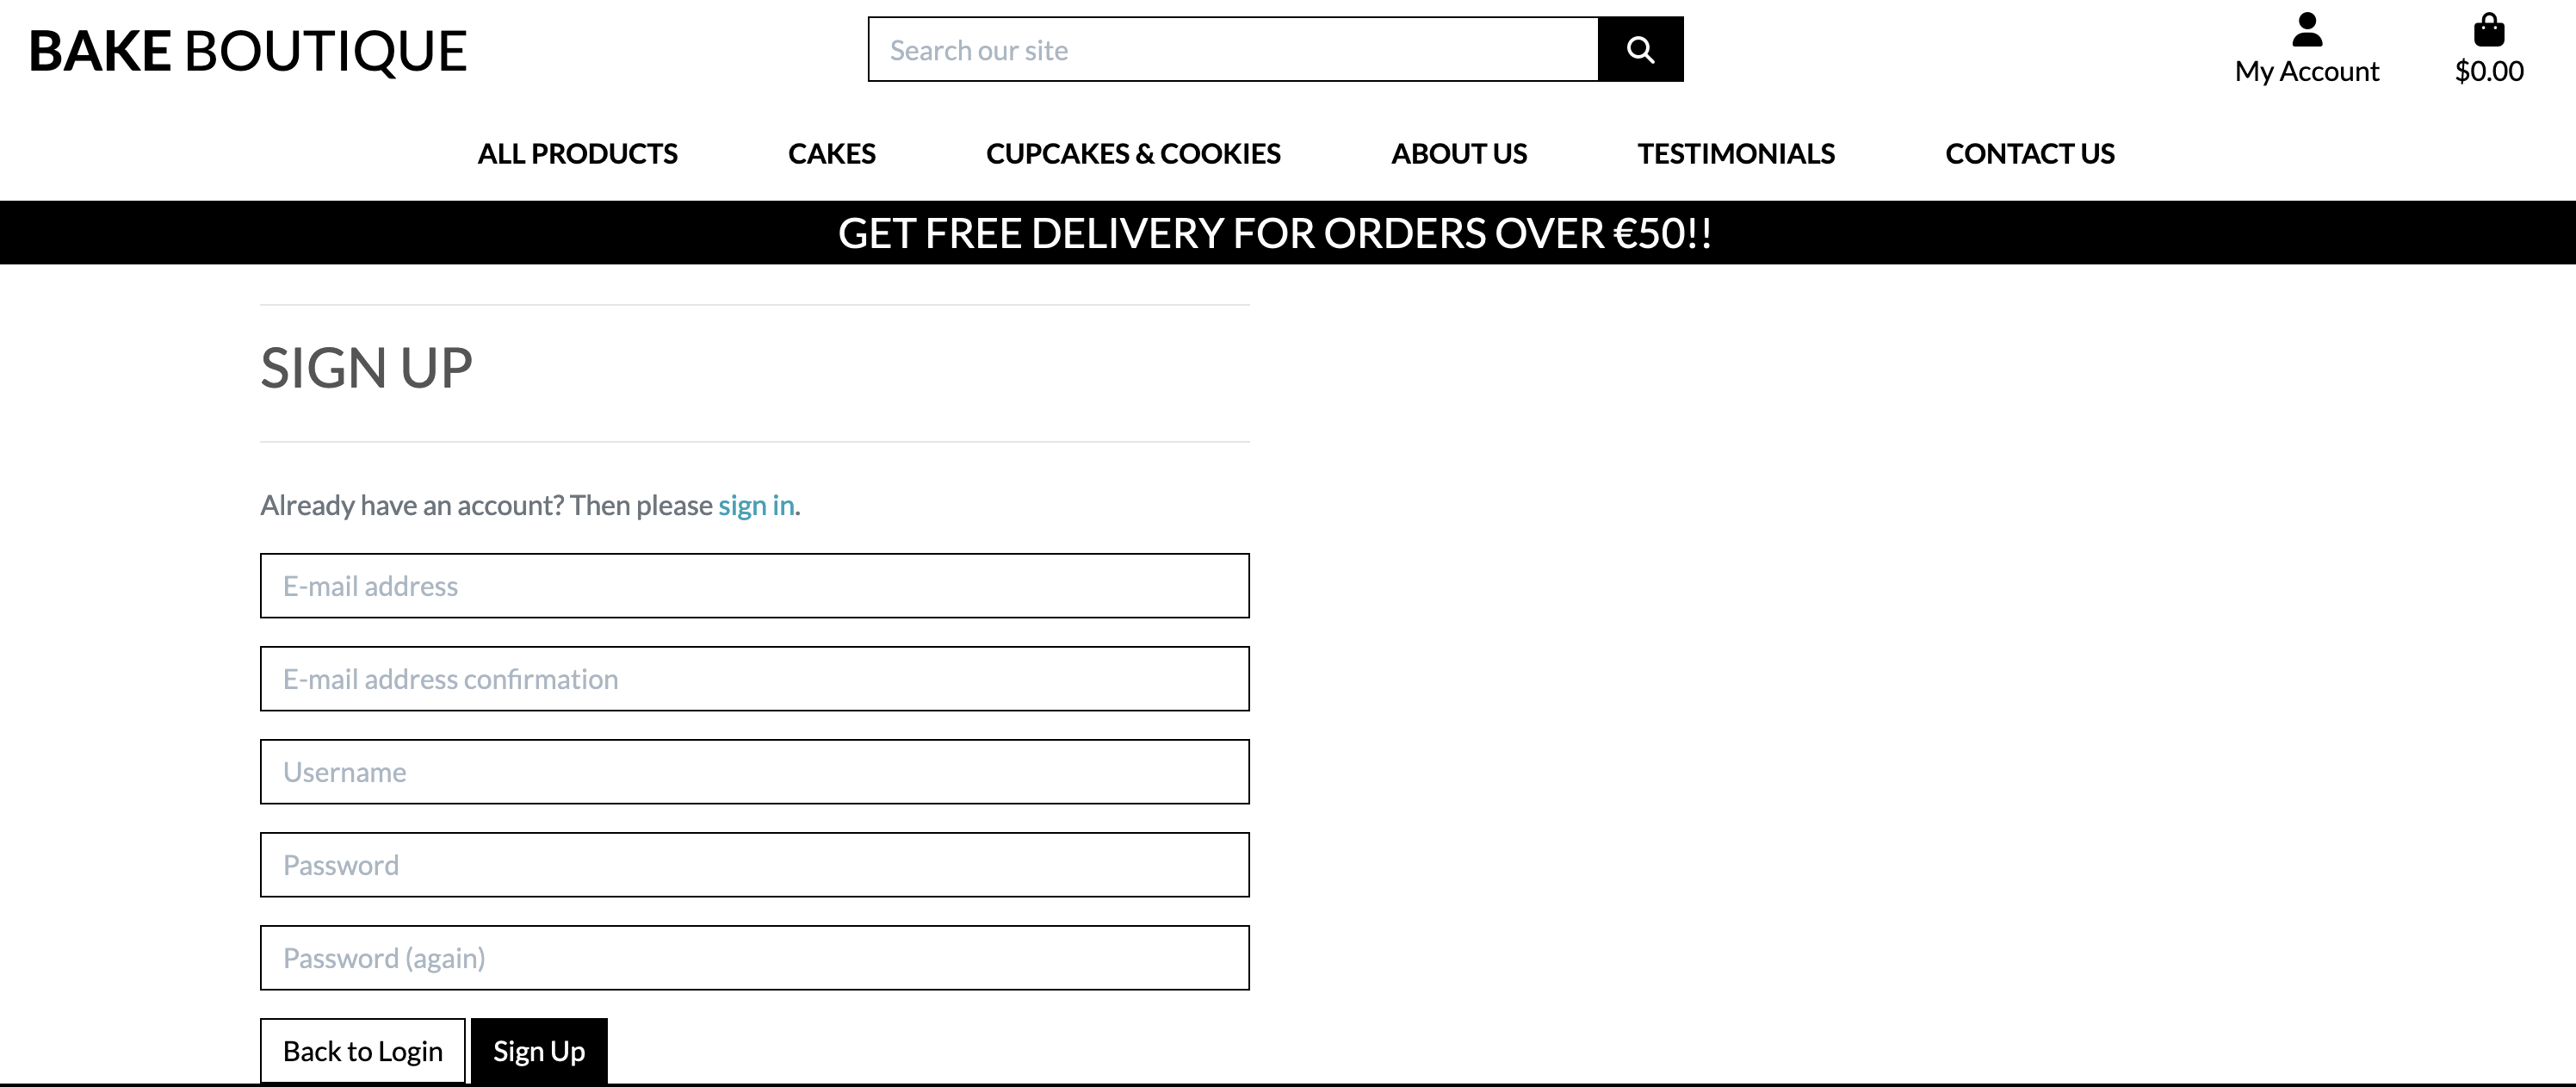 BAKE BOUTIQUE
Search our site
My Account
$0.00
ALL PRODUCTS
CAKES
CUPCAKES & COOKIES
ABOUT US
TESTIMONIALS
CONTACT US
GET FREE DELIVERY FOR ORDERS OVER €50!!
SIGN UP
Already have an account? Then please sign in.
E-mail address
E-mail address confirmation
Username
Password
Password (again)
Back to Login
Sign Up